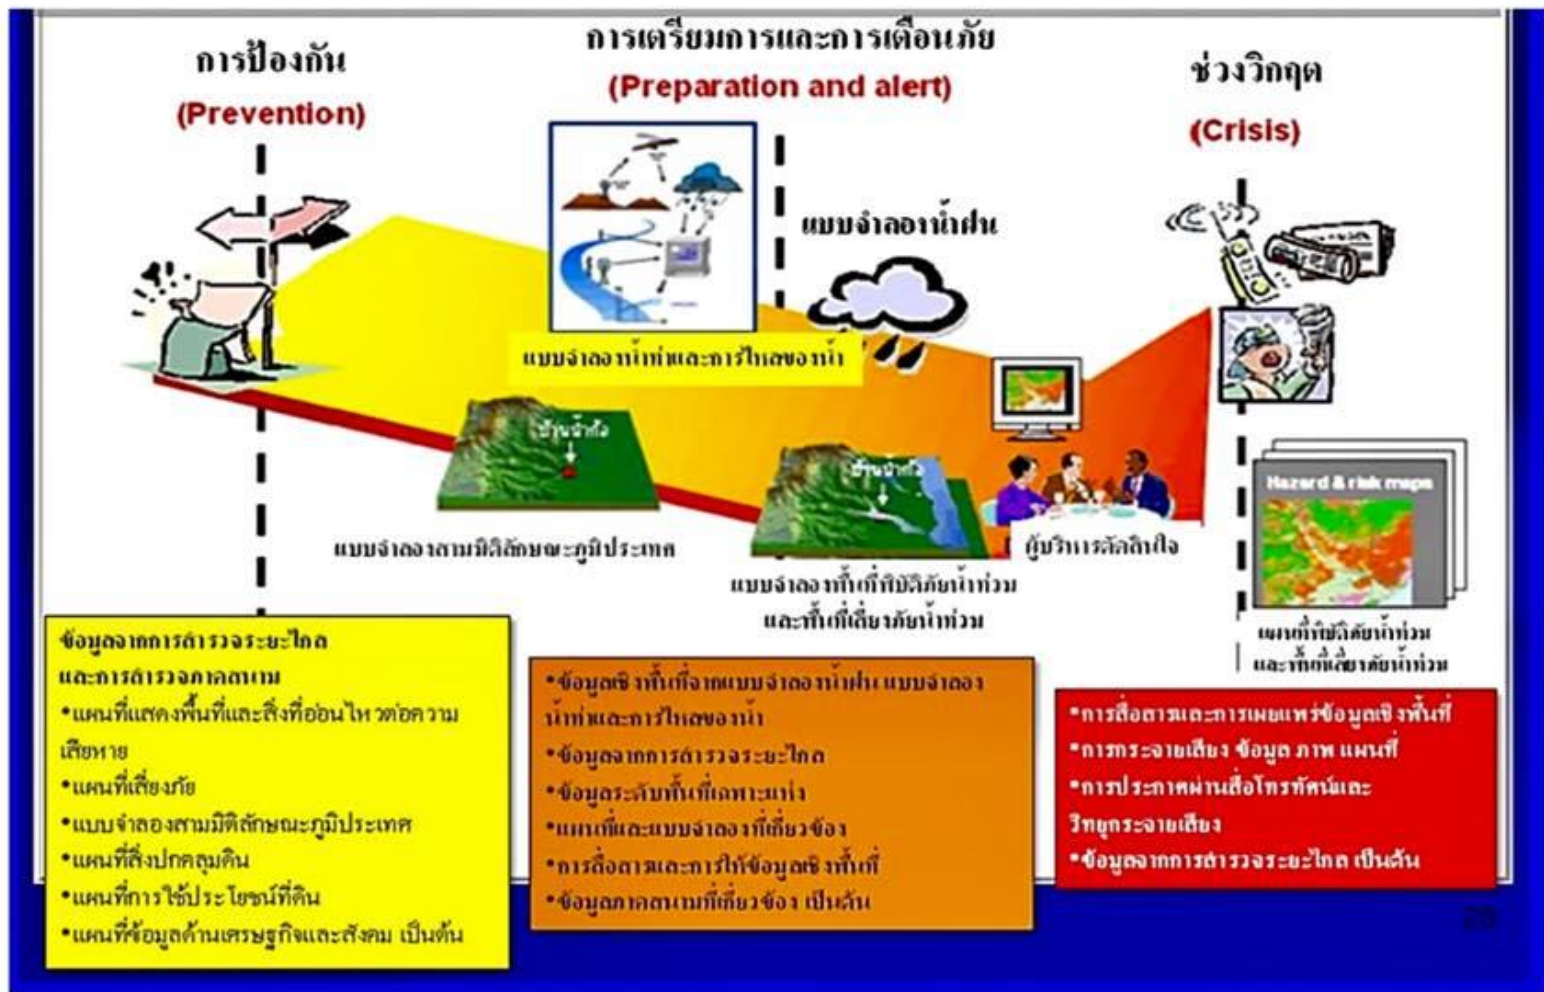 การป้องกัน
(Prevention)
การเตรียมการและการเตือนภัย
(Preparation and alert)
ช่วงวิกฤต
(Crisis)
แบบจำลองน้ำฝน
แบบจำลองน้ำท่าและการไหลของน้ำ
บ้านน้ำก้อ
บ้านน้ำก้อ
แบบจำลองสามมิติลักษณะภูมิประเทศ
แบบจำลองพื้นที่พิบัติภัยน้ำท่วม
และพื้นที่เสี่ยงภัยน้ำท่วม
ผู้บริหารตัดสินใจ
Hazard & risk maps
แผนที่พิบัติภัยน้ำท่วม
และพื้นที่เสี่ยงภัยน้ำท่วม
ข้อมูลจากการสำรวจระยะไกล
และการสำรวจภาคสนาม
•แผนที่แสดงพื้นที่และสิ่งที่อ่อนไหวต่อความ
เสียหาย
•แผนที่เสี่ยงภัย
•แบบจำลองสามมิติลักษณะภูมิประเทศ
•แผนที่สิ่งปกคลุมดิน
•แผนที่การใช้ประโยชน์ที่ดิน
•แผนที่ข้อมูลด้านเศรษฐกิจและสังคม เป็นต้น
•ข้อมูลเชิงพื้นที่จากแบบจำลองน้ำฝน แบบจำลอง
น้ำท่าและการไหลของน้ำ
•ข้อมูลจากการสำรวจระยะไกล
•ข้อมูลระดับพื้นที่เฉพาะแห่ง
•แผนที่และแบบจำลองที่เกี่ยวข้อง
•การสื่อสารและการให้ข้อมูลเชิงพื้นที่
•ข้อมูลภาคสนามที่เกี่ยวข้อง เป็นต้น
•การสื่อสารและการเผยแพร่ข้อมูลเชิงพื้นที่
•การกระจายเสียง ข้อมูล ภาพ แผนที่
•การประกาศผ่านสื่อโทรทัศน์และ
วิทยุกระจายเสียง
•ข้อมูลจากการสำรวจระยะไกล เป็นต้น